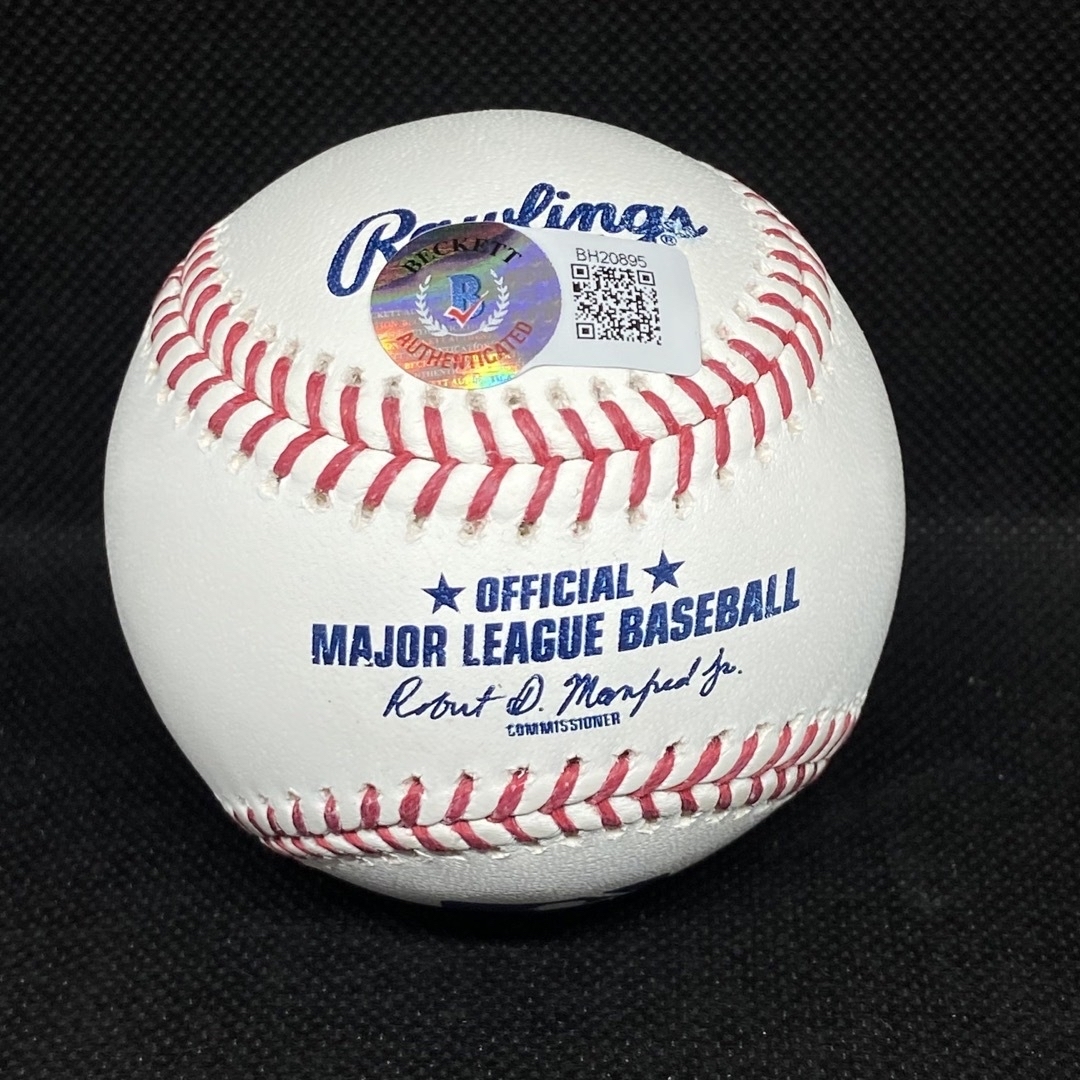 Rawlings®
BECKETT
B
AUTHENTICATED
BH20895
★ OFFICIAL ★
MAJOR LEAGUE BASEBALL
Robert D. Manfred Jr.
COMMISSIONER